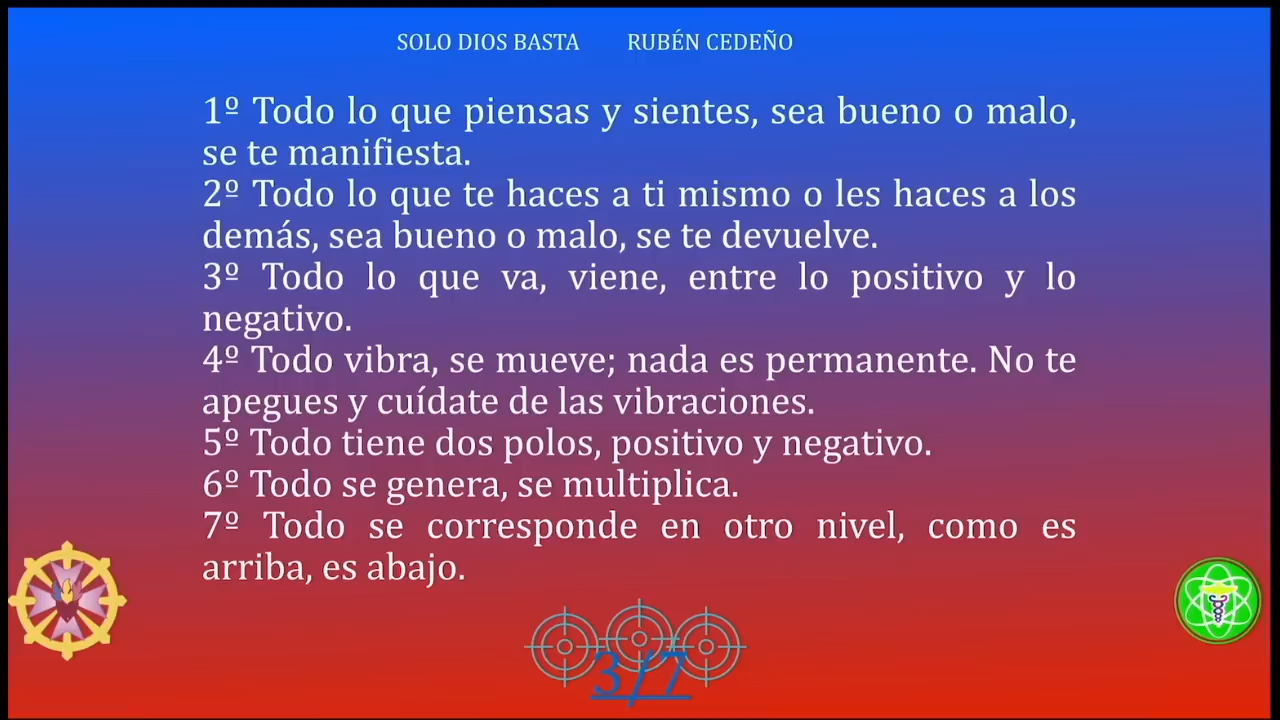 SOLO DIOS BASTA RUBÉN CEDEÑO
1º Todo lo que piensas y sientes, sea bueno o malo,
se te manifiesta.
2º Todo lo que te haces a ti mismo o les haces a los
demás, sea bueno o malo, se te devuelve.
3º Todo lo que va, viene, entre lo positivo y lo
negativo.
4º Todo vibra, se mueve; nada es permanente. No te
apegues y cuídate de las vibraciones.
5º Todo tiene dos polos, positivo y negativo.
6º Todo se genera, se multiplica.
7º Todo se corresponde en otro nivel, como es
arriba, es abajo.
3/7